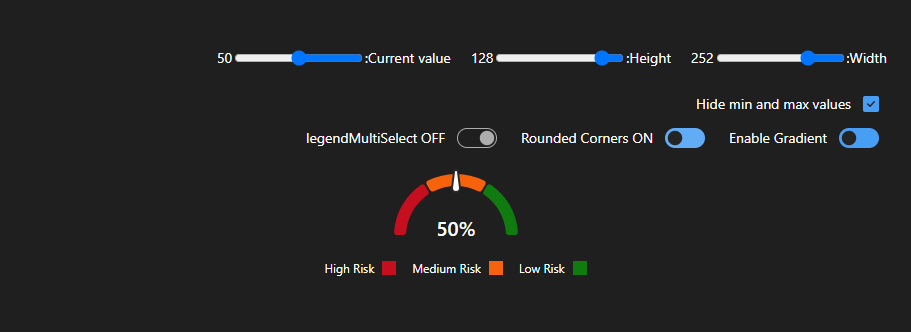 50 :Current value 128 :Height 252 :Width
Hide min and max values
legendMultiSelect OFF Rounded Corners ON Enable Gradient
50%
High Risk Medium Risk Low Risk